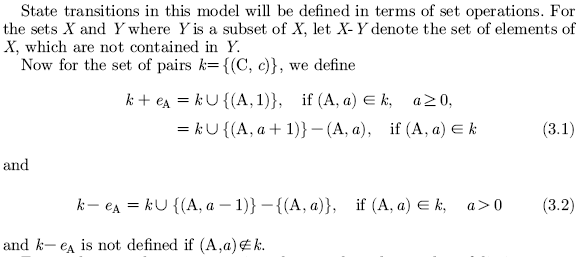 State transitions in this model will be defined in terms of set operations. For
the sets X and Y where Y is a subset of X, let X-Y denote the set of elements of
X, which are not contained in Y.
Now for the set of pairs k={(C, c)}, we define
k + e_A = k ∪ {(A, 1)}, if (A, a) ∈ k, a ≥ 0,
= k ∪ {(A, a + 1)} − (A, a), if (A, a) ∈ k (3.1)
and
k − e_A = k ∪ {(A, a − 1)} − {(A, a)}, if (A, a) ∈ k, a > 0 (3.2)
and k− e_A is not defined if (A,a) ∉ k.